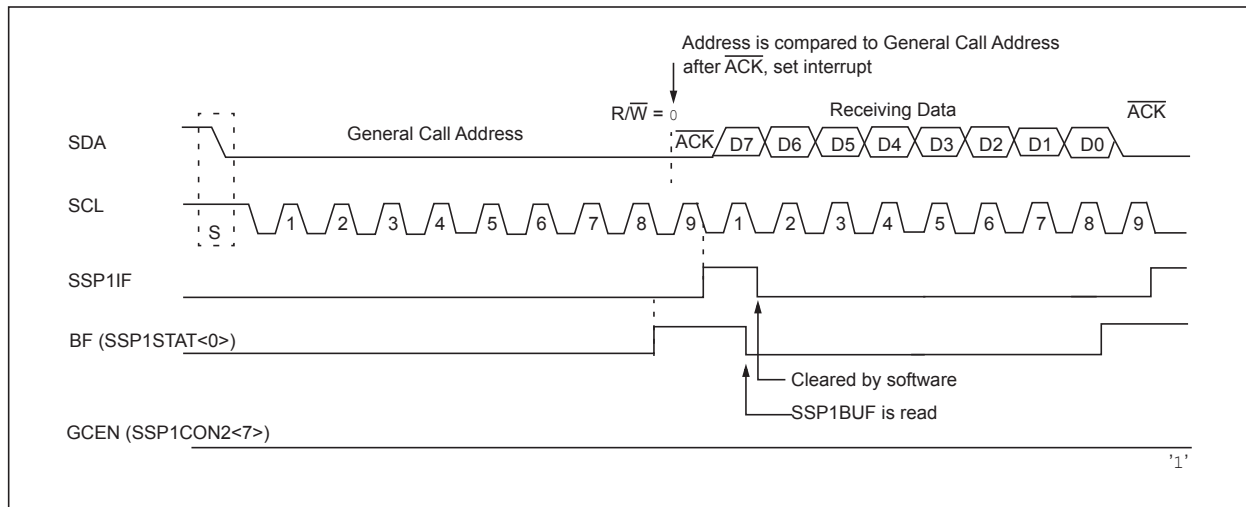 Address is compared to General Call Address
after A̅C̅K̅, set interrupt
R/W̅ = 0
Receiving Data
A̅C̅K̅
General Call Address
SDA
A̅C̅K̅
D7 D6 D5 D4 D3 D2 D1 D0
SCL
S
1 2 3 4 5 6 7 8 9 1 2 3 4 5 6 7 8 9
SSP1IF
BF (SSP1STAT<0>)
Cleared by software
SSP1BUF is read
GCEN (SSP1CON2<7>)
'1'